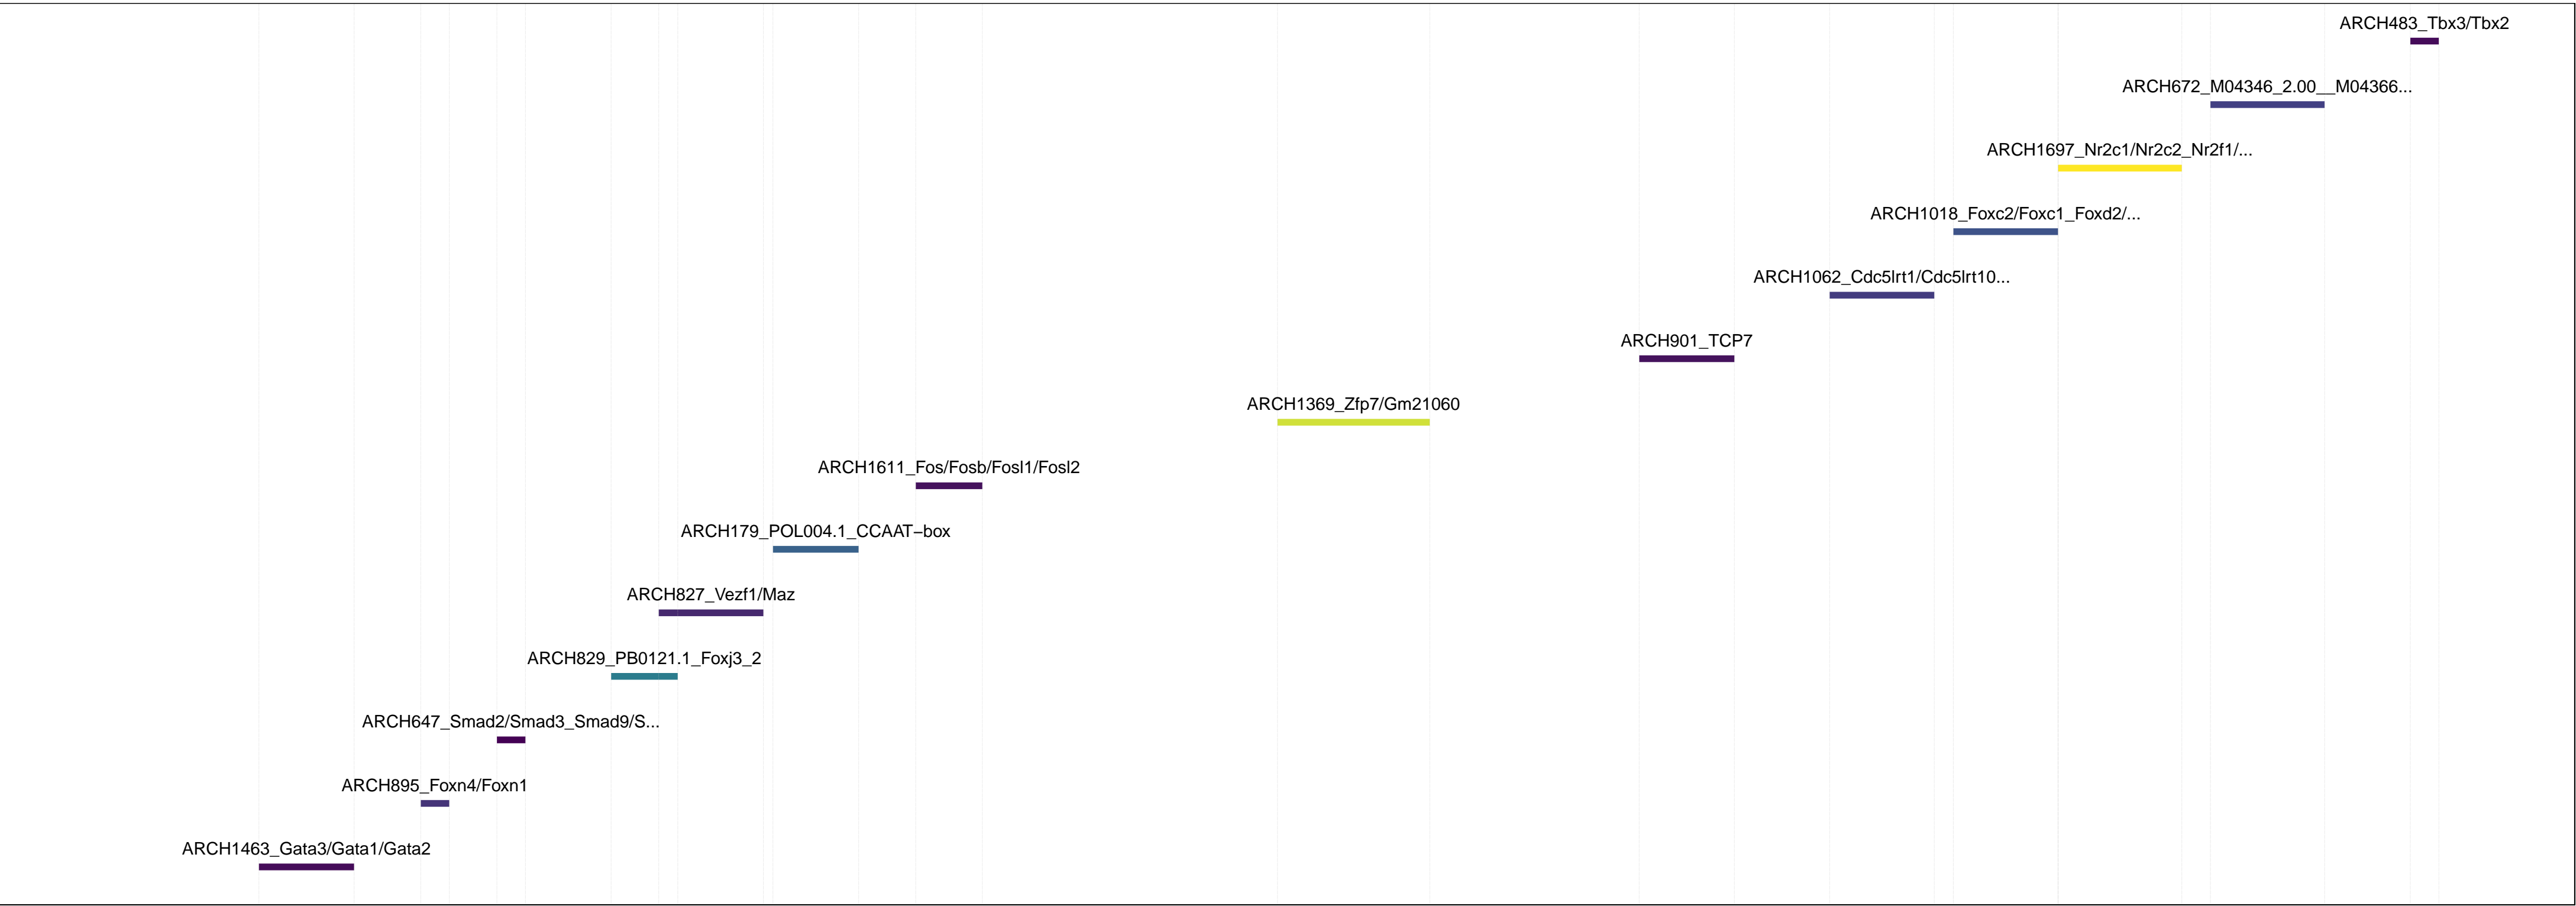 ARCH483_Tbx3/Tbx2
ARCH672_M04346_2.00__M04366...
ARCH1697_Nr2c1/Nr2c2_Nr2f1/...
ARCH1018_Foxc2/Foxc1_Foxd2/...
ARCH1062_Cdc5lrt1/Cdc5lrt10...
ARCH901_TCP7
ARCH1369_Zfp7/Gm21060
ARCH1611_Fos/Fosb/Fosl1/Fosl2
ARCH179_POL004.1_CCAAT−box
ARCH827_Vezf1/Maz
ARCH829_PB0121.1_Foxj3_2
ARCH647_Smad2/Smad3_Smad9/S...
ARCH895_Foxn4/Foxn1
ARCH1463_Gata3/Gata1/Gata2